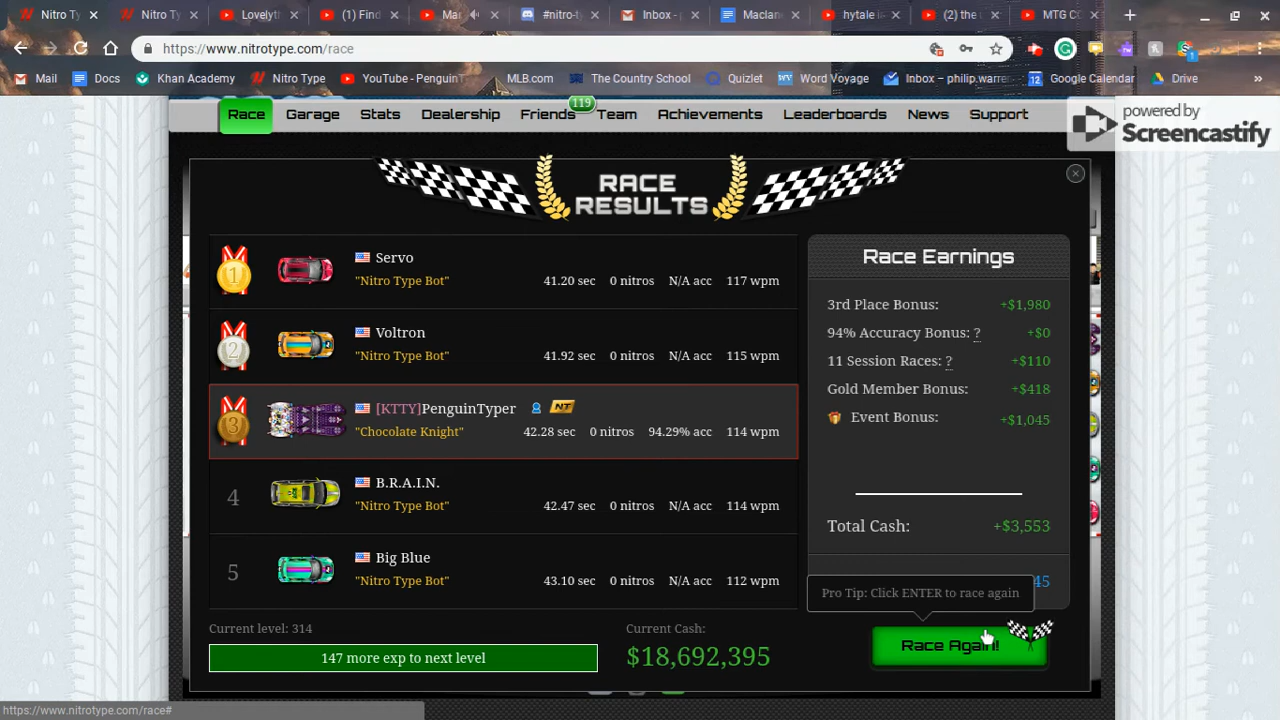 Nitro Ty
Nitro Ty
Lovelyt
(1) Find
Mac
#nitro-t
Inbox -
Maclan
hytale i
(2) the
MTG CO
https://www.nitrotype.com/race
Mail
Docs
Khan Academy
Nitro Type
YouTube - PenguinT
MLB.com
The Country School
Quizlet
Word Voyage
Inbox – philip.warre
Google Calendar
Drive
»
Race
Garage
Stats
Dealership
Friends
119
Team
Achievements
Leaderboards
News
Support
powered by
Screencastify
RACE
RESULTS
1
Servo
"Nitro Type Bot"
41.20 sec
0 nitros
N/A acc
117 wpm
2
Voltron
"Nitro Type Bot"
41.92 sec
0 nitros
N/A acc
115 wpm
3
[KTTY]PenguinTyper
NT
"Chocolate Knight"
42.28 sec
0 nitros
94.29% acc
114 wpm
4
B.R.A.I.N.
"Nitro Type Bot"
42.47 sec
0 nitros
N/A acc
114 wpm
5
Big Blue
"Nitro Type Bot"
43.10 sec
0 nitros
N/A acc
112 wpm
Race Earnings
3rd Place Bonus: +$1,980
94% Accuracy Bonus: ? +$0
11 Session Races: ? +$110
Gold Member Bonus: +$418
Event Bonus: +$1,045
Total Cash: +$3,553
45
Pro Tip: Click ENTER to race again
Race Again!
Current level: 314
147 more exp to next level
Current Cash:
$18,692,395
https://www.nitrotype.com/race#